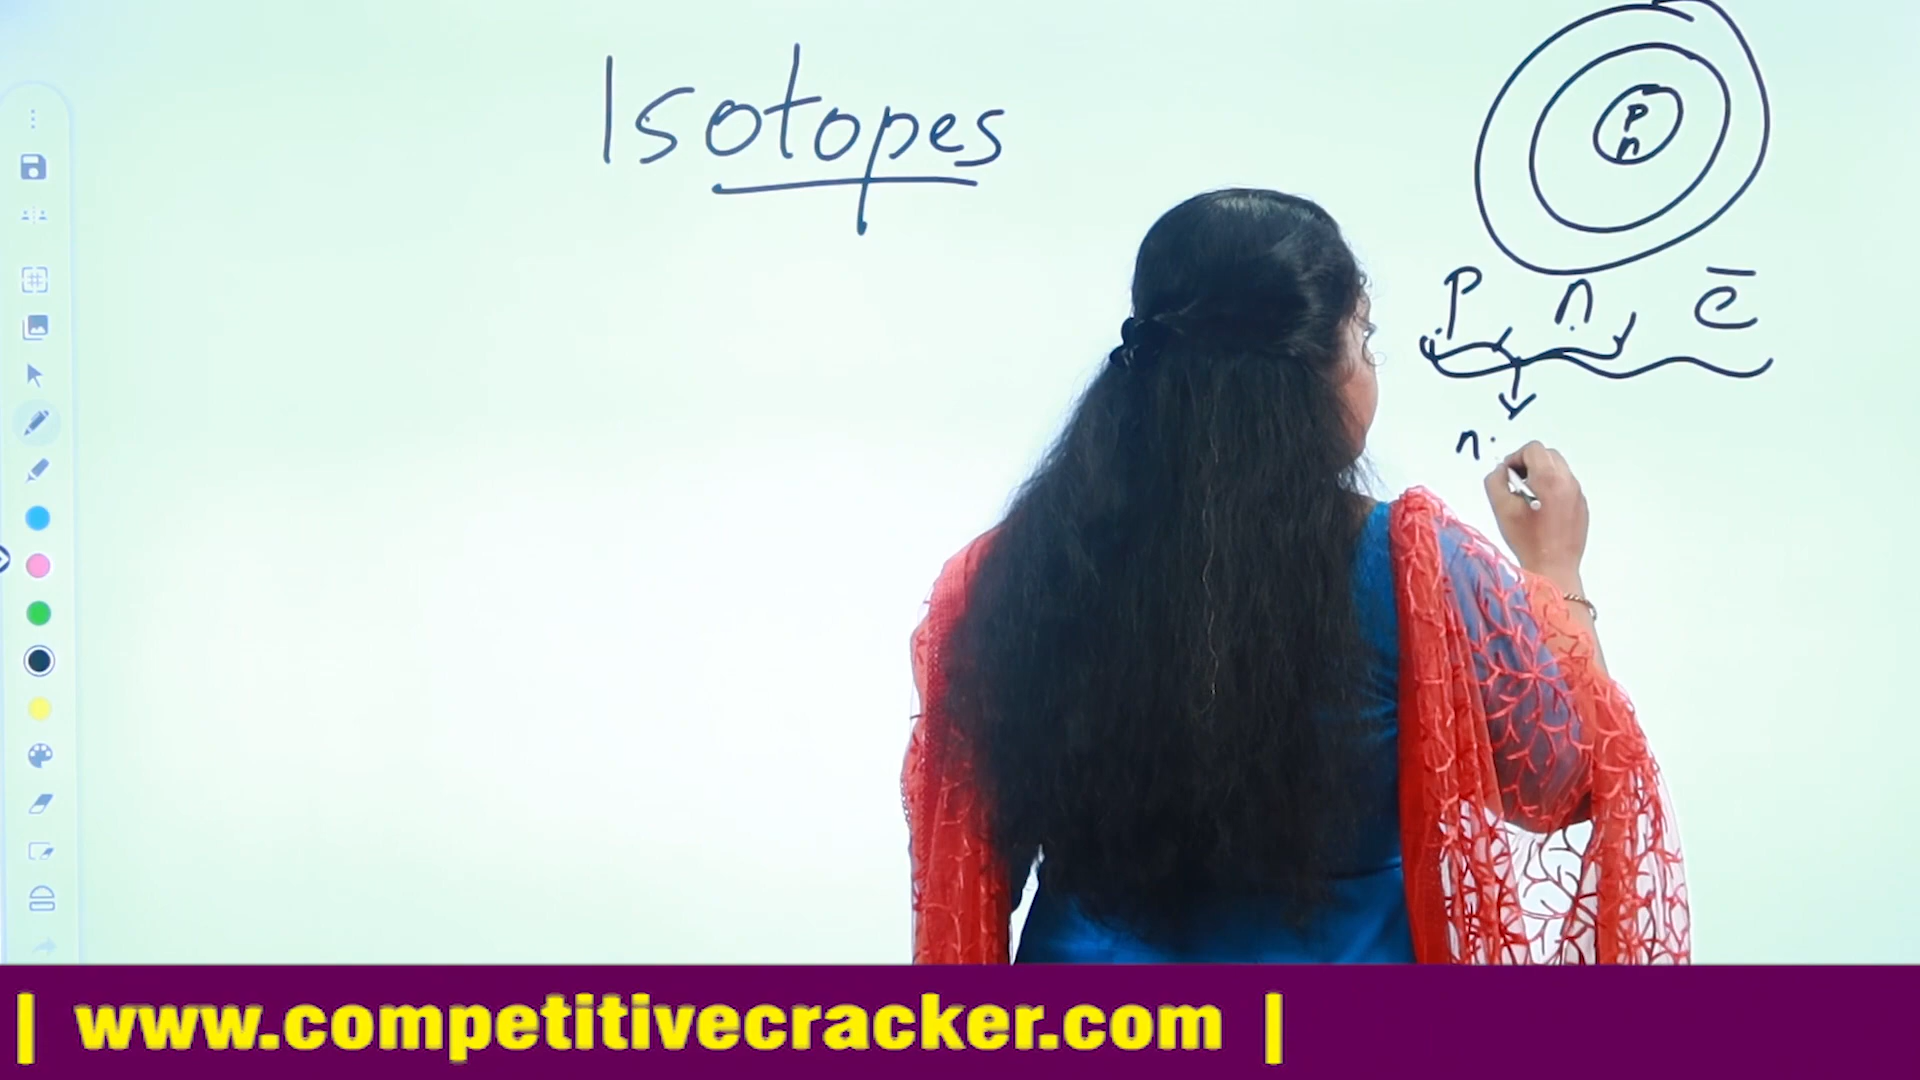 Isotopes
P
n
P n e̅
n
| www.competitivecracker.com |